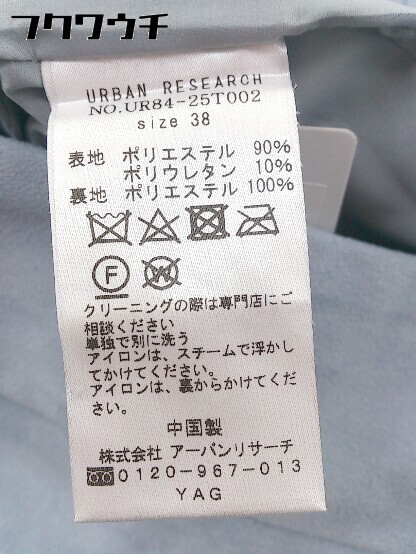 フクワウチ
URBAN RESEARCH
NO.UR84-25T002
size 38
表地 ポリエステル 90%
ポリウレタン 10%
裏地 ポリエステル 100%
F W
クリーニングの際は専門店にご
相談ください
単独で別に洗う
アイロンは、スチームで浮かし
てかけてください。
アイロンは、裏からかけてくだ
さい。
中国製
株式会社 アーバンリサーチ
0120-967-013
YAG